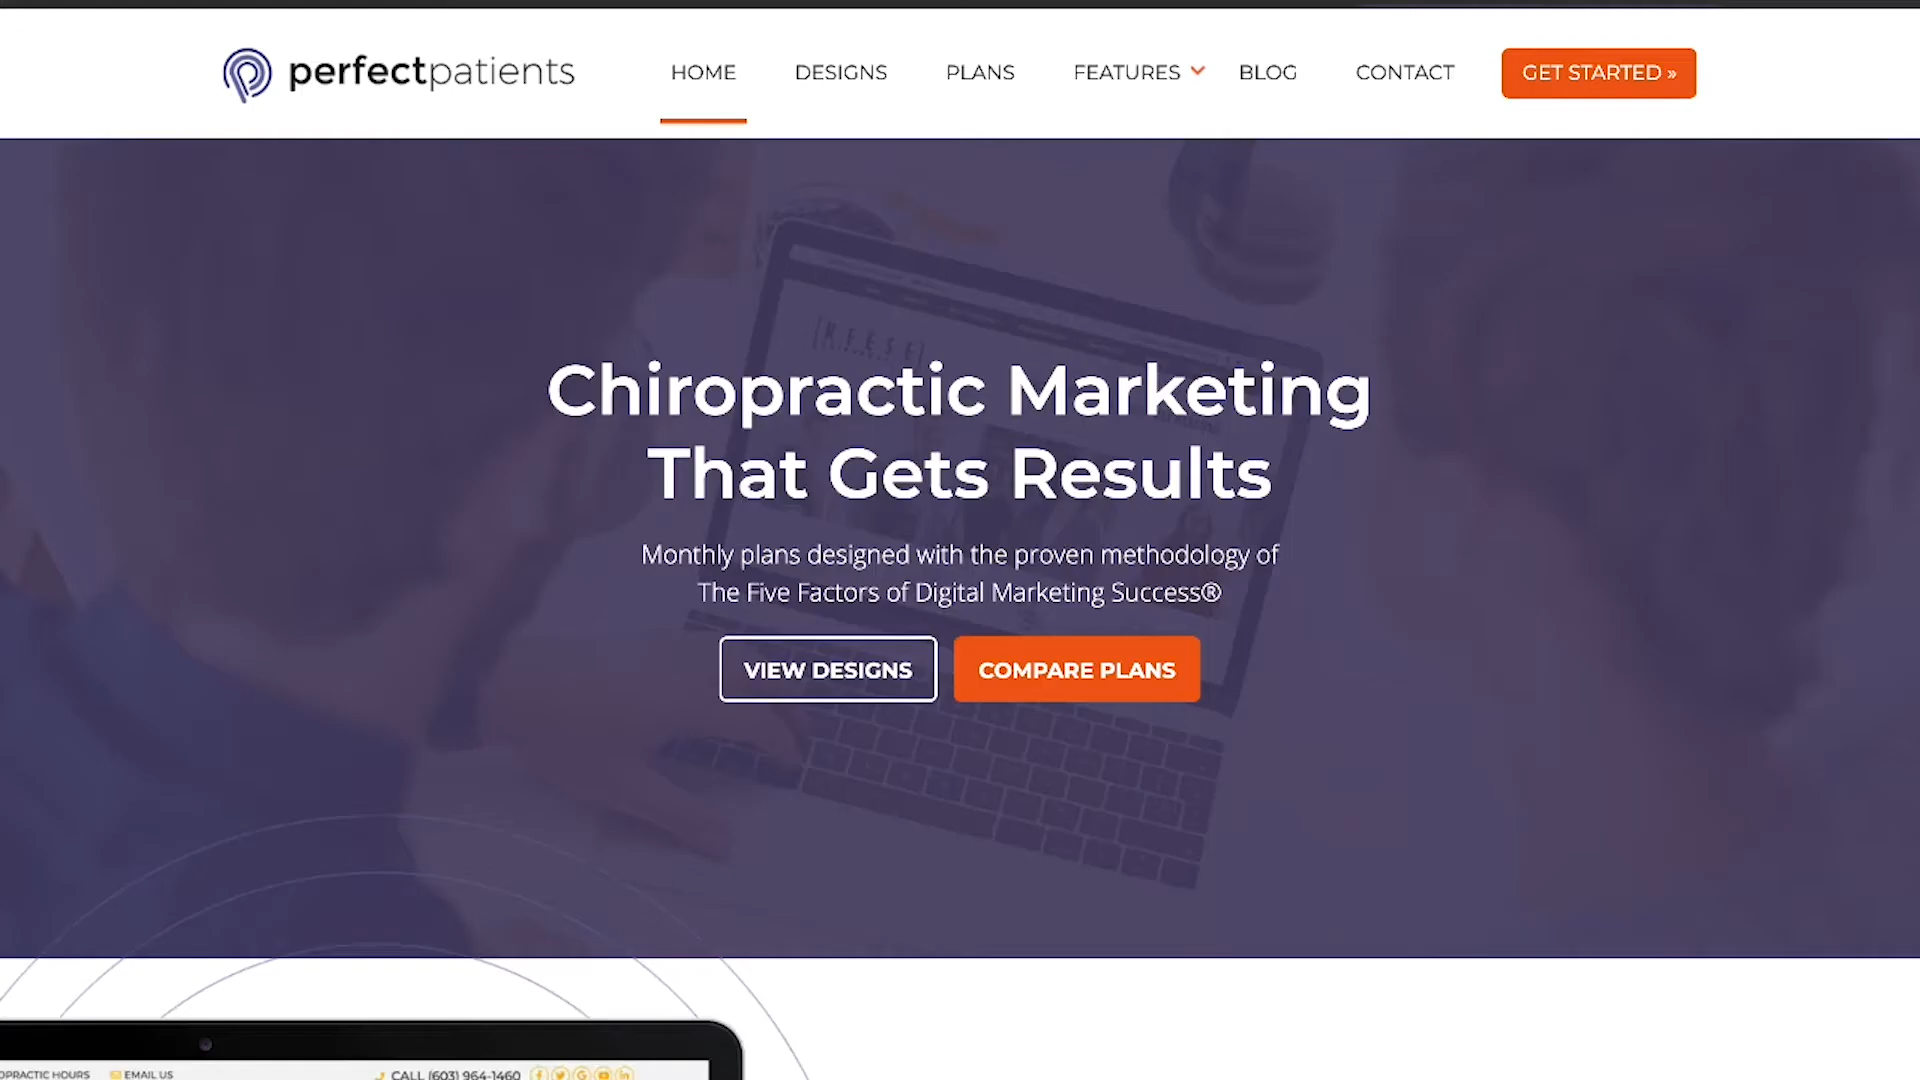 perfectpatients
HOME DESIGNS PLANS FEATURES BLOG CONTACT GET STARTED »
Chiropractic Marketing
That Gets Results
Monthly plans designed with the proven methodology of
The Five Factors of Digital Marketing Success®
VIEW DESIGNS COMPARE PLANS
OPRACTIC HOURS EMAIL US CALL (603) 964-1460